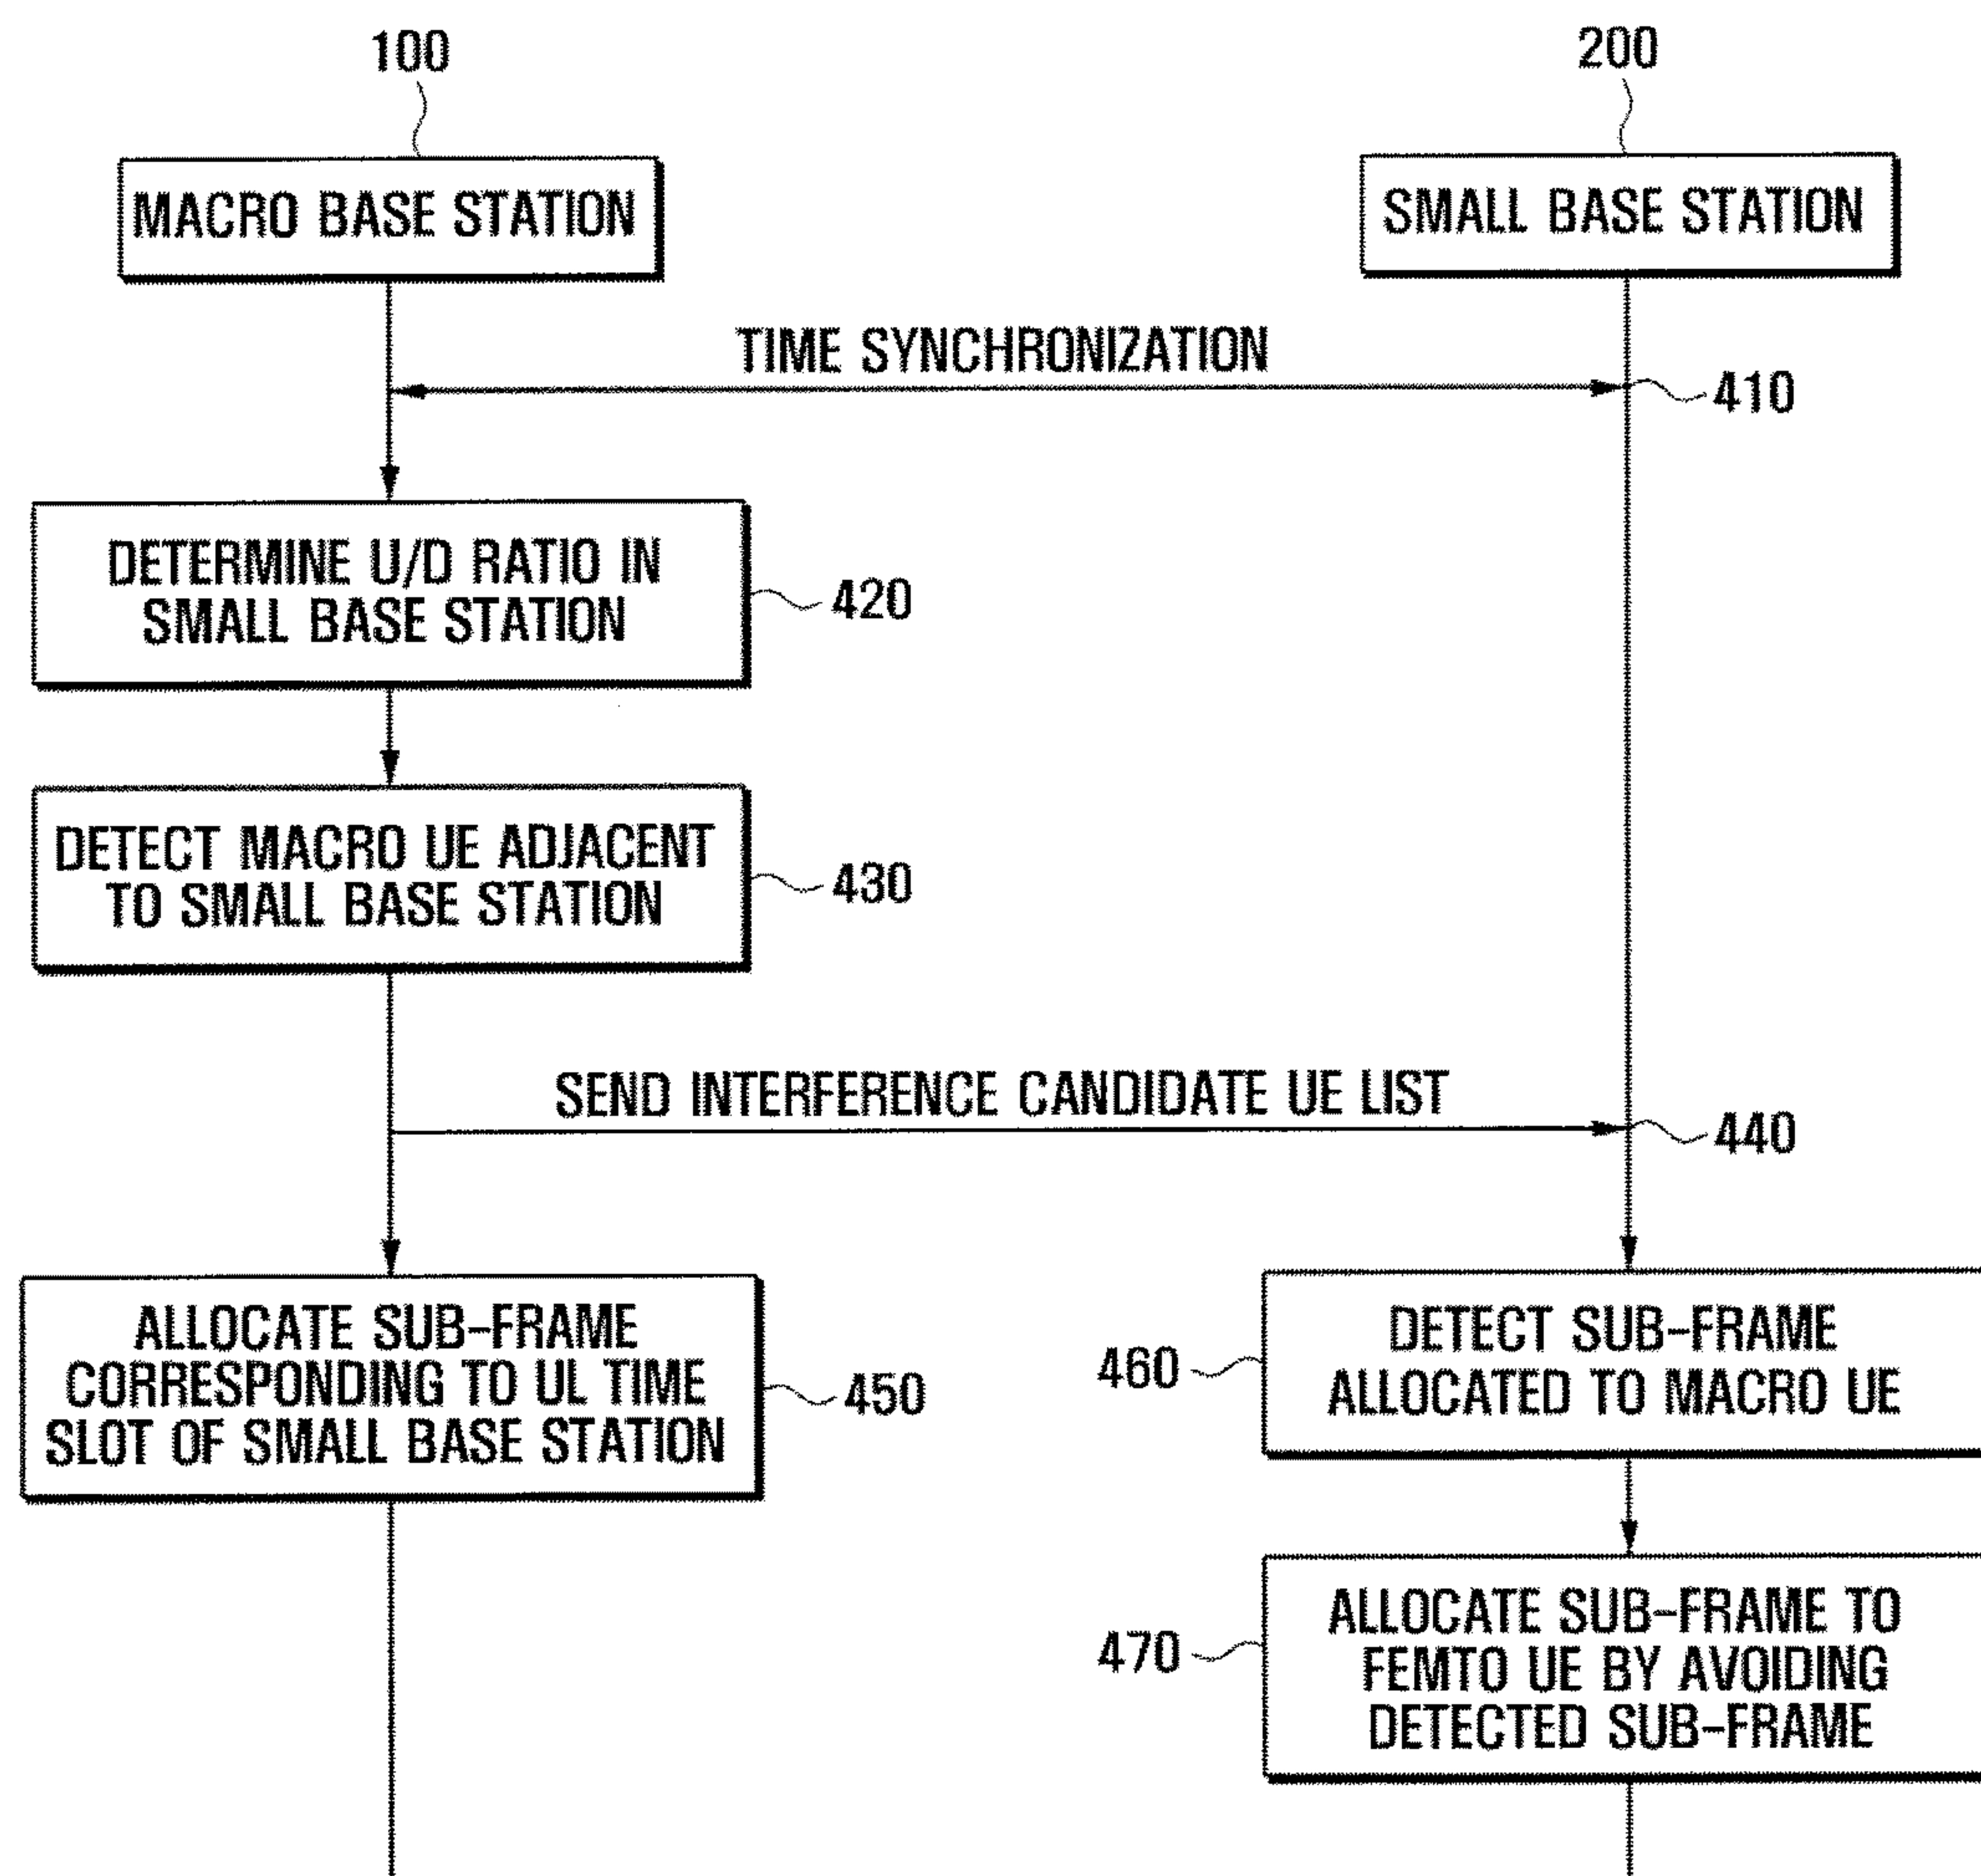 100
200
MACRO BASE STATION
SMALL BASE STATION
TIME SYNCHRONIZATION
410
DETERMINE U/D RATIO IN
SMALL BASE STATION
420
DETECT MACRO UE ADJACENT
TO SMALL BASE STATION
430
SEND INTERFERENCE CANDIDATE UE LIST
440
ALLOCATE SUB-FRAME
CORRESPONDING TO UL TIME
SLOT OF SMALL BASE STATION
450
460
DETECT SUB-FRAME
ALLOCATED TO MACRO UE
470
ALLOCATE SUB-FRAME TO
FEMTO UE BY AVOIDING
DETECTED SUB-FRAME